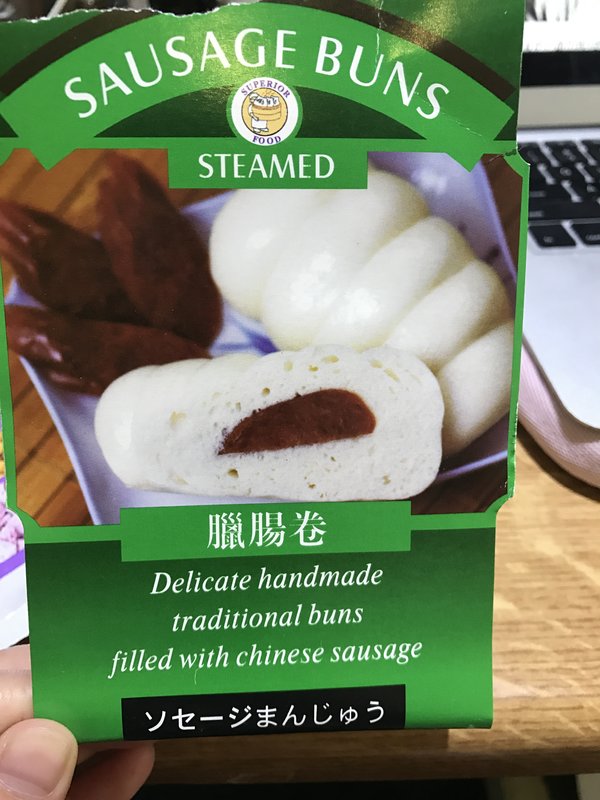 SAUSAGE BUNS
SUPERIOR
FOOD
STEAMED
臘腸卷
Delicate handmade
traditional buns
filled with chinese sausage
ソセージまんじゅう